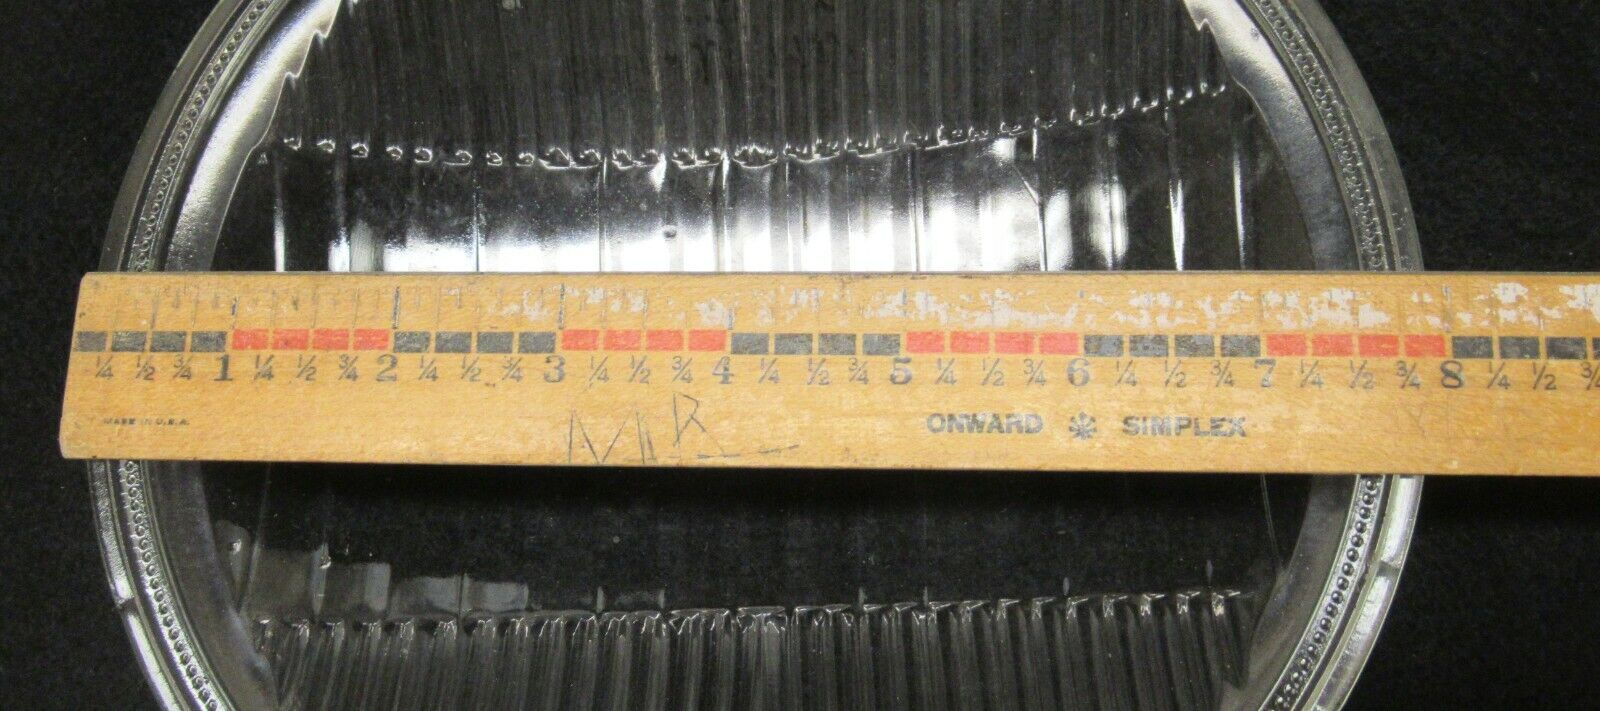 ¼ ½ ¾ 1 ¼ ½ ¾ 2 ¼ ½ ¾ 3 ¼ ½ ¾ 4 ¼ ½ ¾ 5 ¼ ½ ¾ 6 ¼ ½ ¾ 7 ¼ ½ ¾ 8 ¼ ½ ¾
MADE IN U.S.A. ONWARD SIMPLEX